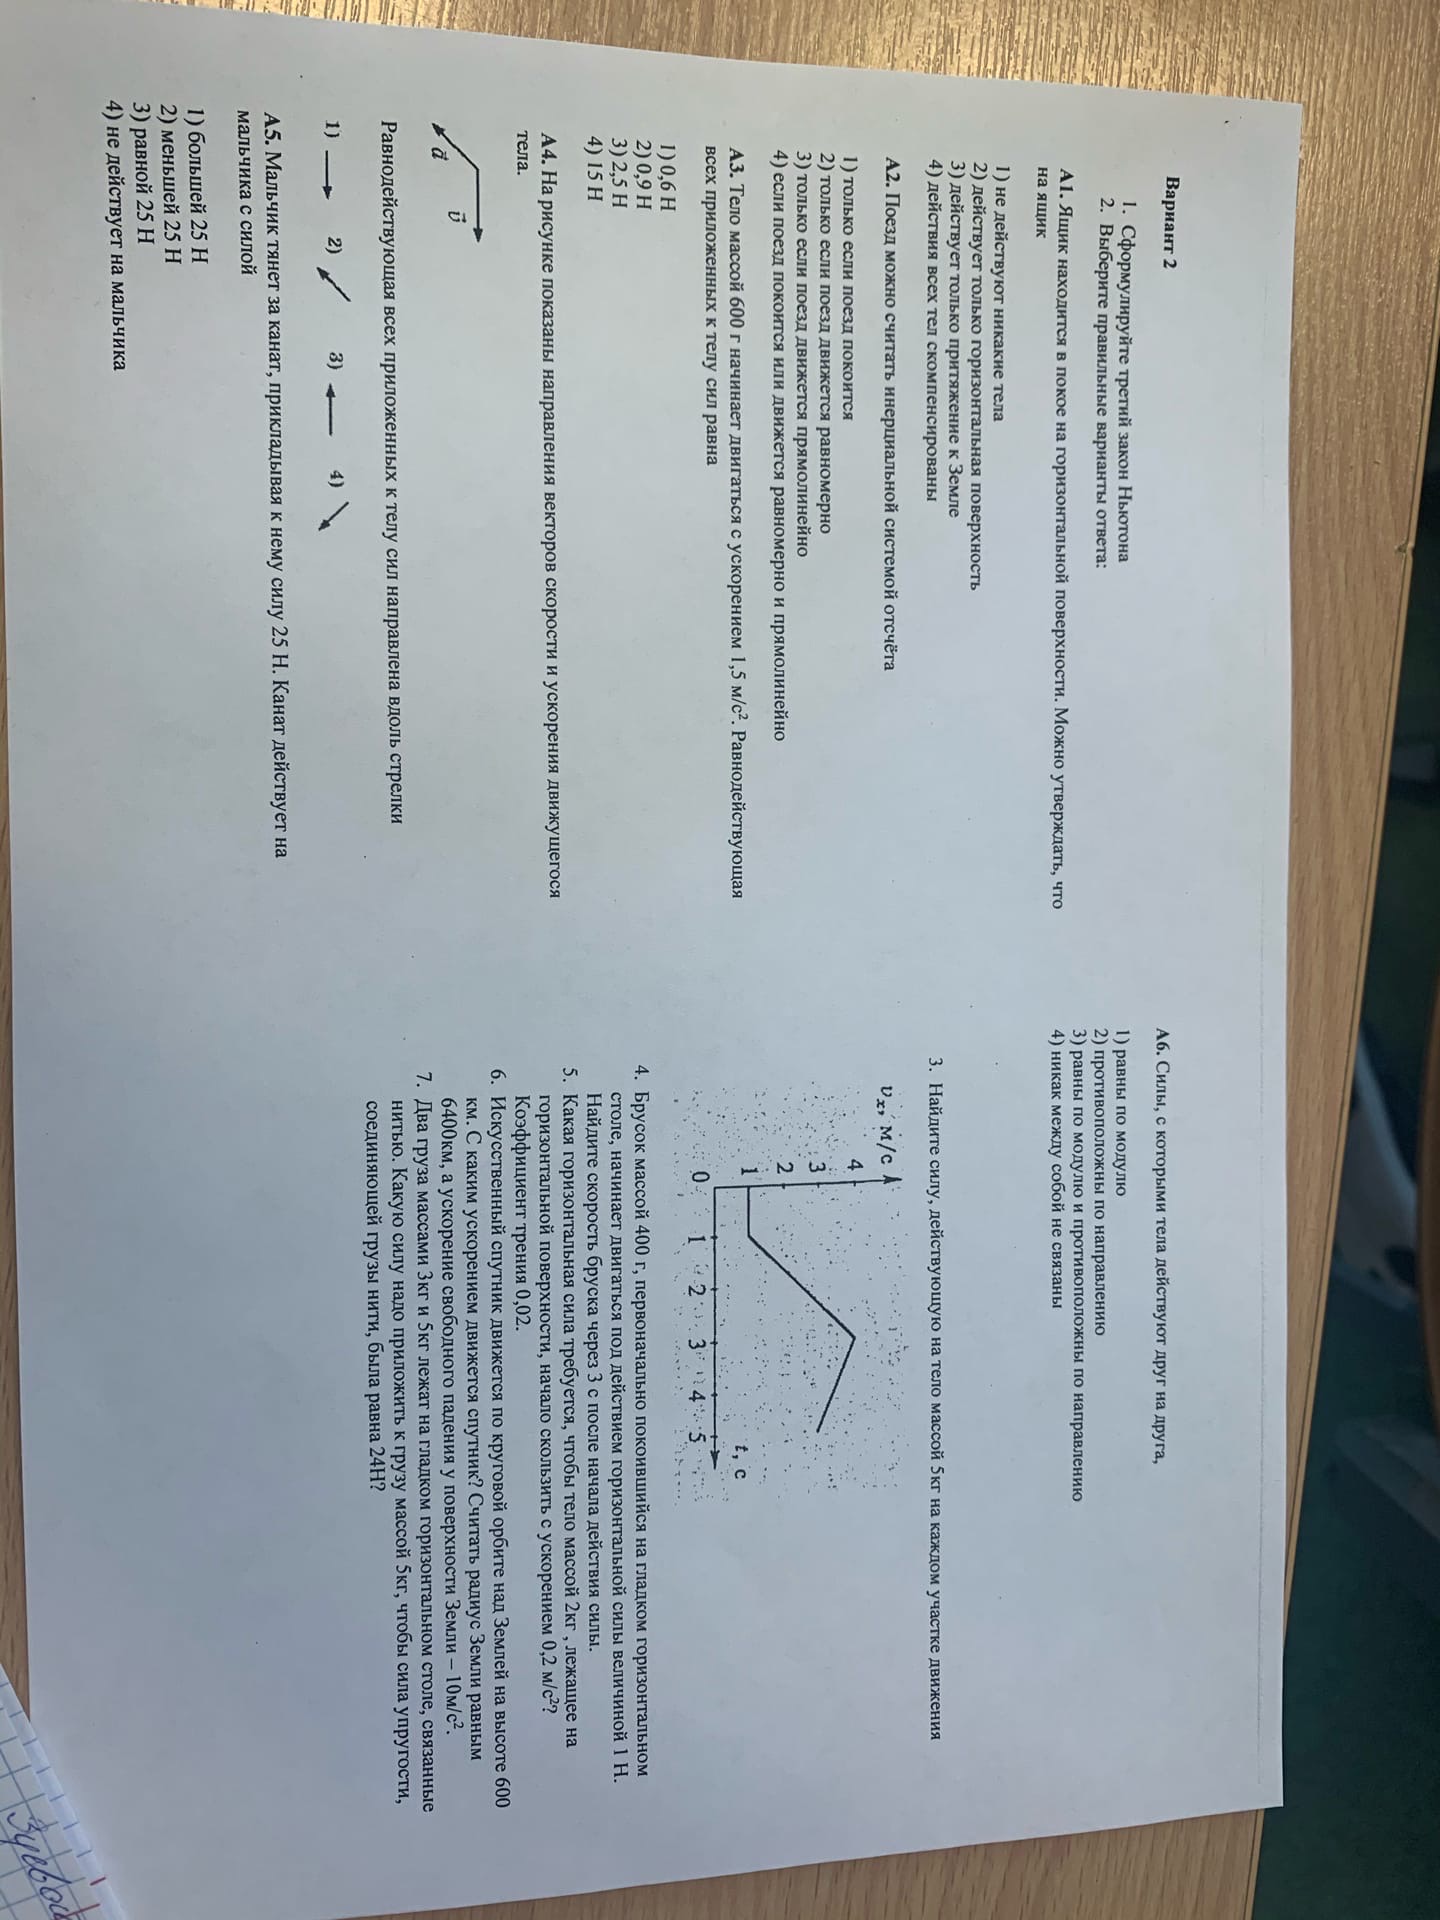 Вариант 2
1. Сформулируйте третий закон Ньютона
2. Выберите правильные варианты ответа:
А1. Ящик находится в покое на горизонтальной поверхности. Можно утверждать, что
на ящик
1) не действуют никакие тела
2) действует только горизонтальная поверхность
3) действует только притяжение к Земле
4) действия всех тел скомпенсированы
А2. Поезд можно считать инерциальной системой отсчёта
1) только если поезд покоится
2) только если поезд движется равномерно
3) только если поезд движется прямолинейно
4) если поезд покоится или движется равномерно и прямолинейно
А3. Тело массой 600 г начинает двигаться с ускорением 1,5 м/с². Равнодействующая
всех приложенных к телу сил равна
1) 0,6 Н
2) 0,9 Н
3) 2,5 Н
4) 15 Н
А4. На рисунке показаны направления векторов скорости и ускорения движущегося
тела.
a⃗ υ⃗
Равнодействующая всех приложенных к телу сил направлена вдоль стрелки
1) 2) 3) 4)
А5. Мальчик тянет за канат, прикладывая к нему силу 25 Н. Канат действует на
мальчика с силой
1) большей 25 Н
2) меньшей 25 Н
3) равной 25 Н
4) не действует на мальчика
А6. Силы, с которыми тела действуют друг на друга,
1) равны по модулю
2) противоположны по направлению
3) равны по модулю и противоположны по направлению
4) никак между собой не связаны
3. Найдите силу, действующую на тело массой 5кг на каждом участке движения
υₓ, м/с
4
3
2
1
t, с
0 1 2 3 4 5
4. Брусок массой 400 г, первоначально покоившийся на гладком горизонтальном
столе, начинает двигаться под действием горизонтальной силы величиной 1 Н.
Найдите скорость бруска через 3 с после начала действия силы.
5. Какая горизонтальная сила требуется, чтобы тело массой 2кг , лежащее на
горизонтальной поверхности, начало скользить с ускорением 0,2 м/с²?
Коэффициент трения 0,02.
6. Искусственный спутник движется по круговой орбите над Землей на высоте 600
км. С каким ускорением движется спутник? Считать радиус Земли равным
6400км, а ускорение свободного падения у поверхности Земли – 10м/с².
7. Два груза массами 3кг и 5кг лежат на гладком горизонтальном столе, связанные
нитью. Какую силу надо приложить к грузу массой 5кг, чтобы сила упругости,
соединяющей грузы нити, была равна 24Н?